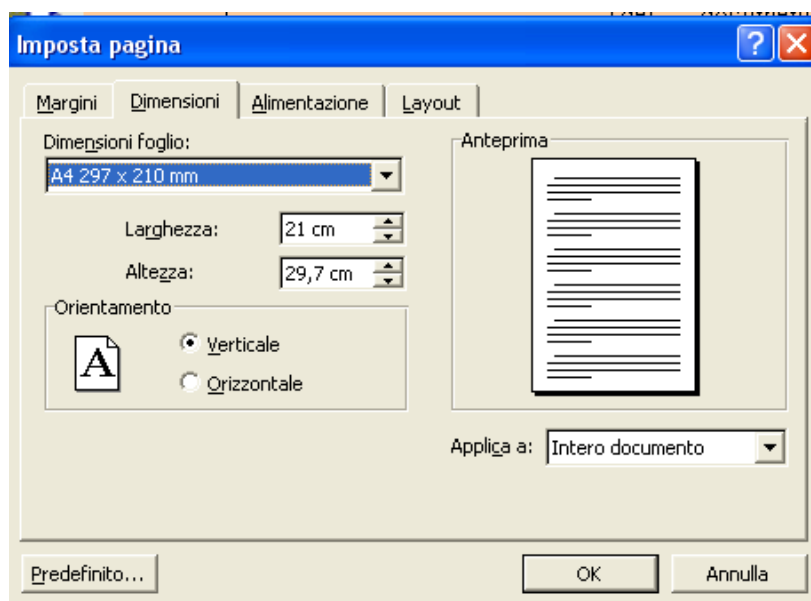 Imposta pagina
Margini Dimensioni Alimentazione Layout
Dimensioni foglio:
A4 297 x 210 mm
Larghezza: 21 cm
Altezza: 29,7 cm
Orientamento
A
Verticale
Orizzontale
Anteprima
Applica a: Intero documento
Predefinito... OK Annulla